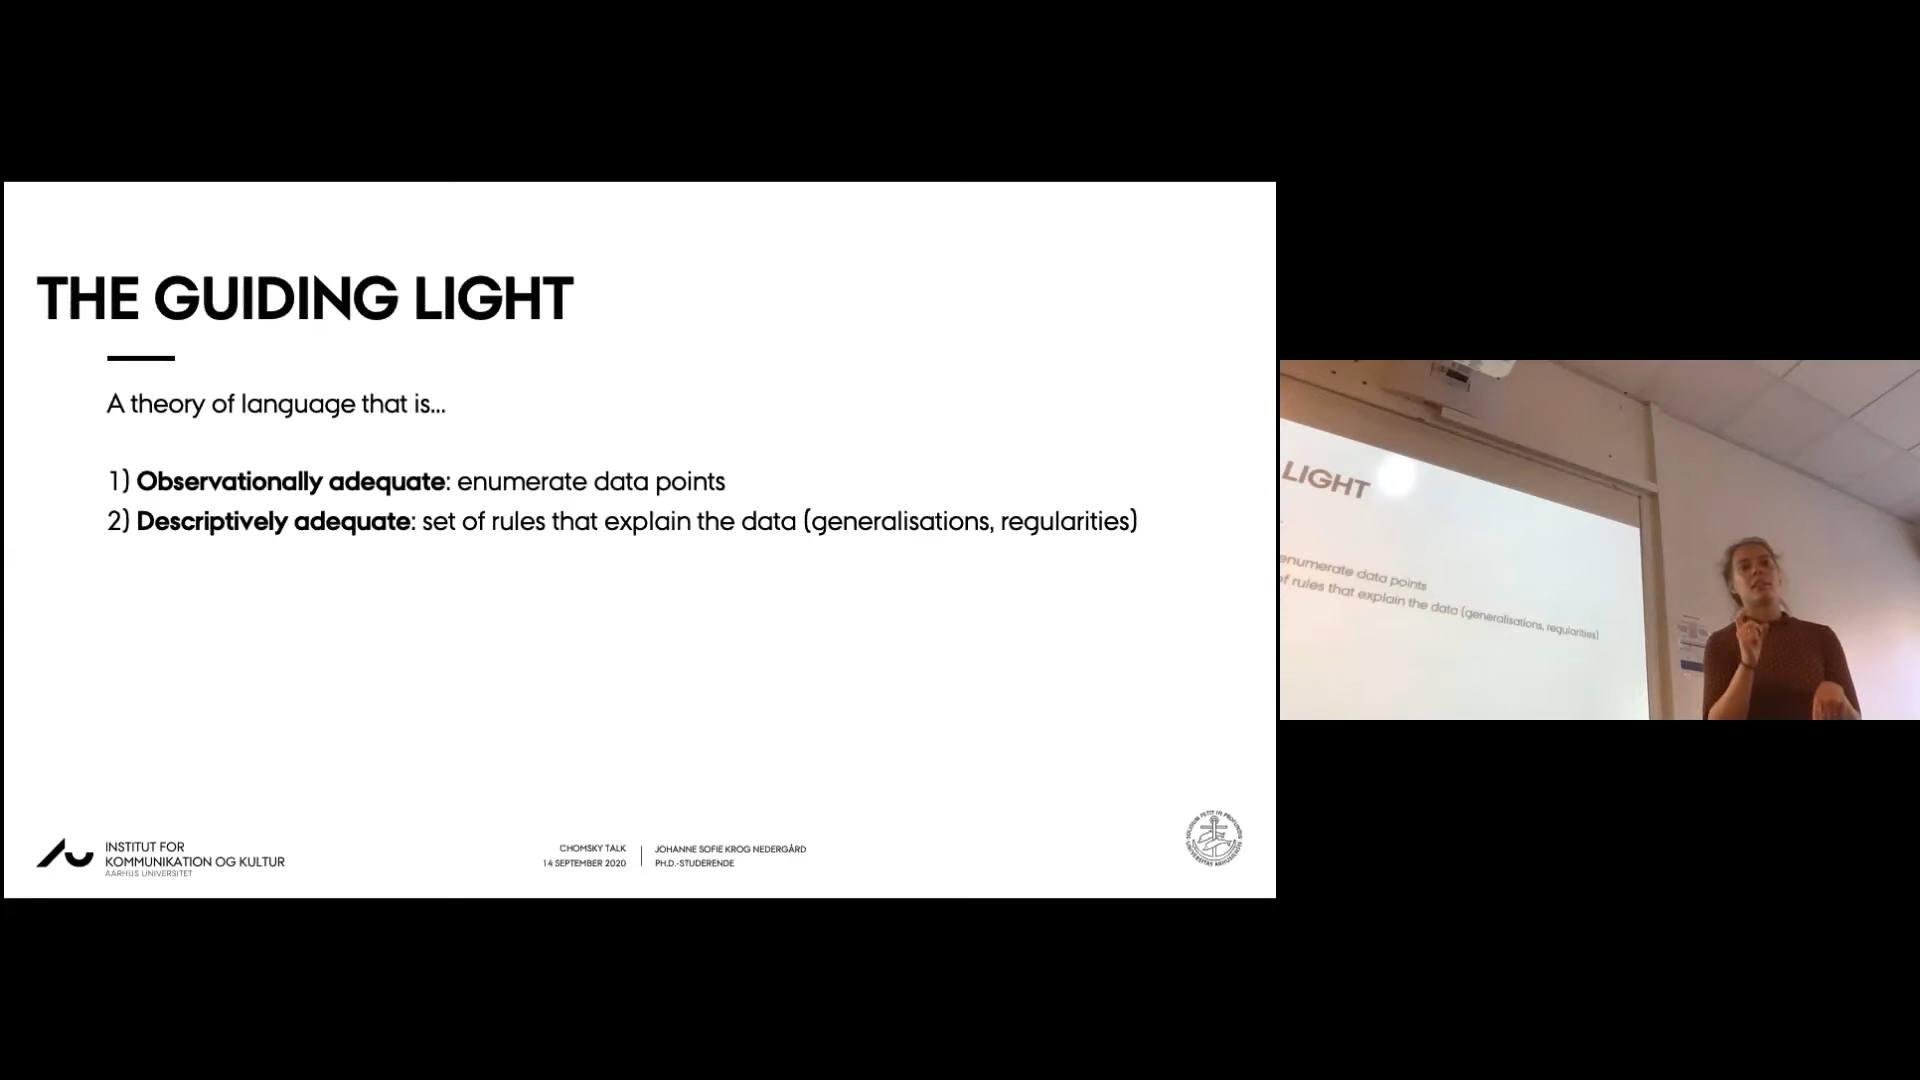 THE GUIDING LIGHT
A theory of language that is...
1) Observationally adequate: enumerate data points
2) Descriptively adequate: set of rules that explain the data (generalisations, regularities)
INSTITUT FOR
KOMMUNIKATION OG KULTUR
AARHUS UNIVERSITET
CHOMSKY TALK
14 SEPTEMBER 2020
JOHANNE SOFIE KROG NEDERGÅRD
PH.D.-STUDERENDE
LIGHT
enumerate data points
of rules that explain the data (generalisations, regularities)